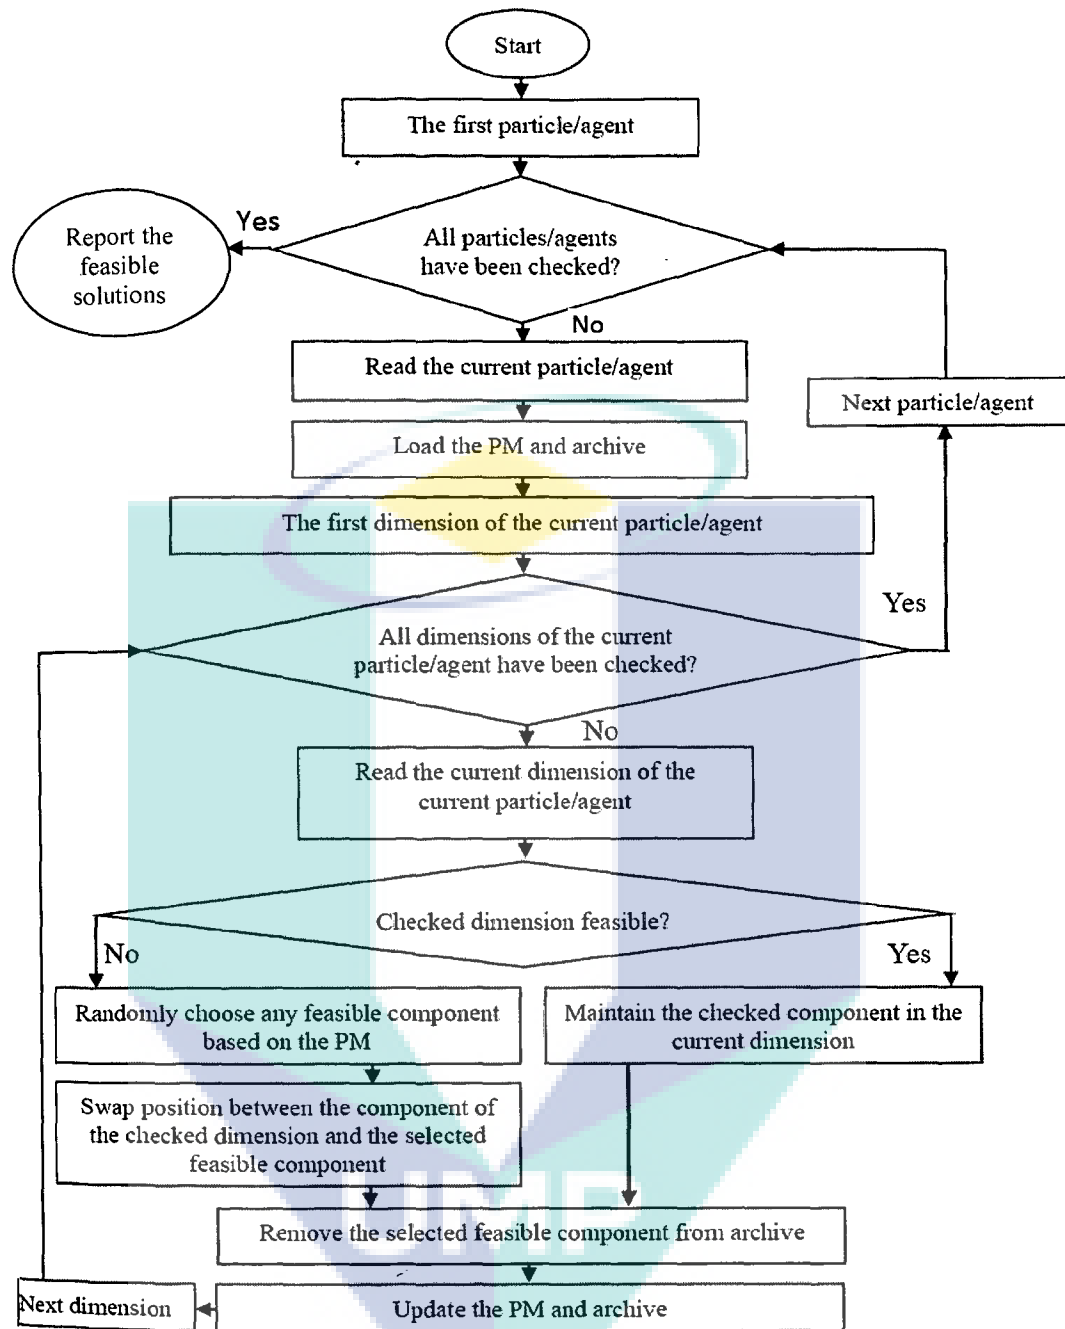 Start
The first particle/agent
Yes
Report the
feasible
solutions
All particles/agents
have been checked?
No
Read the current particle/agent
Next particle/agent
Load the PM and archive
The first dimension of the current particle/agent
Yes
All dimensions of the current
particle/agent have been checked?
No
Read the current dimension of the
current particle/agent
Checked dimension feasible?
No
Yes
Randomly choose any feasible component
based on the PM
Maintain the checked component in the
current dimension
Swap position between the component of
the checked dimension and the selected
feasible component
UMP
Remove the selected feasible component from archive
Next dimension
Update the PM and archive